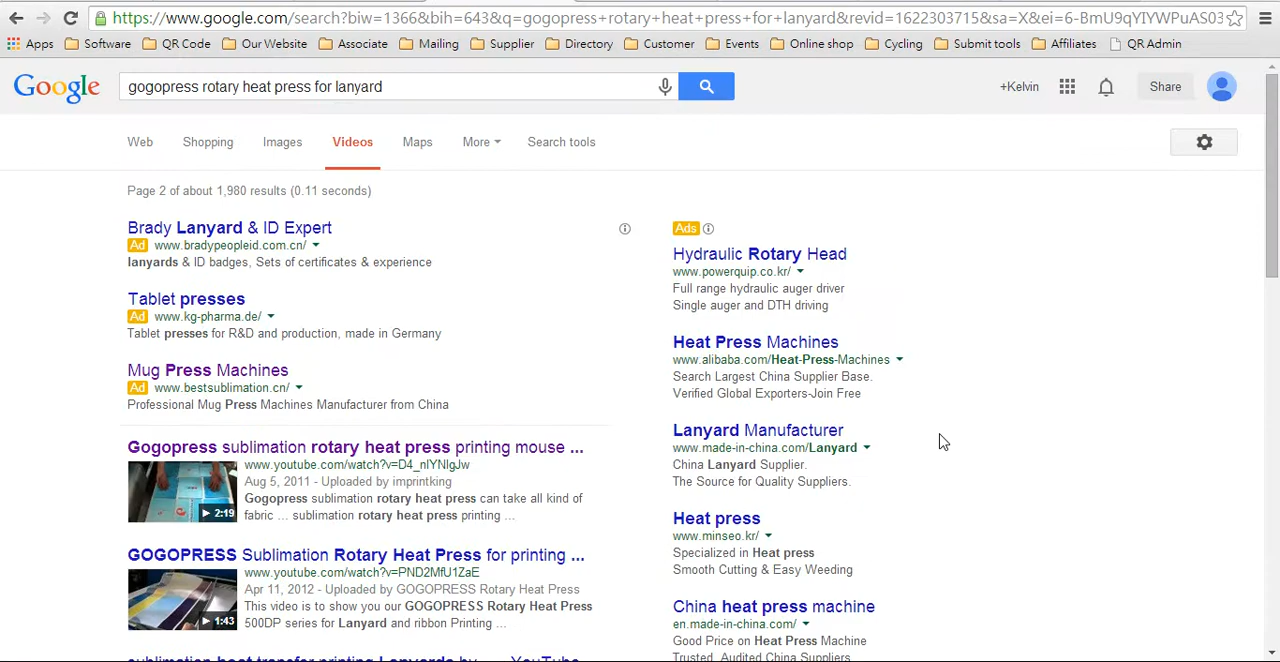 https://www.google.com/search?biw=1366&bih=643&q=gogopress+rotary+heat+press+for+lanyard&revid=1622303715&sa=X&ei=6-BmU9qYIYWPuAS03
Apps Software QR Code Our Website Associate Mailing Supplier Directory Customer Events Online shop Cycling Submit tools Affiliates QR Admin
Google gogopress rotary heat press for lanyard +Kelvin Share
Web Shopping Images Videos Maps More Search tools
Page 2 of about 1,980 results (0.11 seconds)
Brady Lanyard & ID Expert
Ad www.bradypeopleid.com.cn/
lanyards & ID badges, Sets of certificates & experience
Tablet presses
Ad www.kg-pharma.de/
Tablet presses for R&D and production, made in Germany
Mug Press Machines
Ad www.bestsublimation.cn/
Professional Mug Press Machines Manufacturer from China
Gogopress sublimation rotary heat press printing mouse ...
www.youtube.com/watch?v=D4_nIYNIgJw
Aug 5, 2011 - Uploaded by imprintking
Gogopress sublimation rotary heat press can take all kind of
fabric ... sublimation rotary heat press printing ...
2:19
GOGOPRESS Sublimation Rotary Heat Press for printing ...
www.youtube.com/watch?v=PND2MfU1ZaE
Apr 11, 2012 - Uploaded by GOGOPRESS Rotary Heat Press
This video is to show you our GOGOPRESS Rotary Heat Press
500DP series for Lanyard and ribbon Printing ...
1:43
sublimation heat transfer printing Lanyards by ... - YouTube
Ads
Hydraulic Rotary Head
www.powerquip.co.kr/
Full range hydraulic auger driver
Single auger and DTH driving
Heat Press Machines
www.alibaba.com/Heat-Press-Machines
Search Largest China Supplier Base.
Verified Global Exporters-Join Free
Lanyard Manufacturer
www.made-in-china.com/Lanyard
China Lanyard Supplier.
The Source for Quality Suppliers.
Heat press
www.minseo.kr/
Specialized in Heat press
Smooth Cutting & Easy Weeding
China heat press machine
en.made-in-china.com/
Good Price on Heat Press Machine
Trusted, Audited China Suppliers